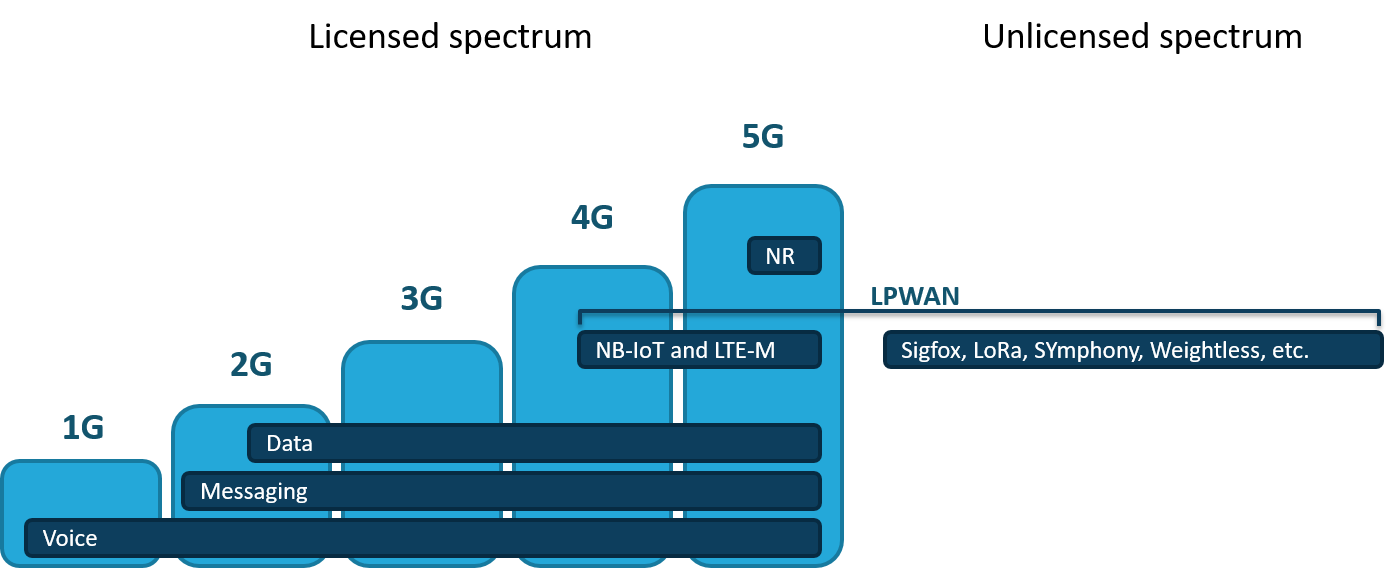 Licensed spectrum
Unlicensed spectrum
5G
4G
3G
2G
1G
NR
LPWAN
NB-IoT and LTE-M
Sigfox, LoRa, SYmphony, Weightless, etc.
Data
Messaging
Voice